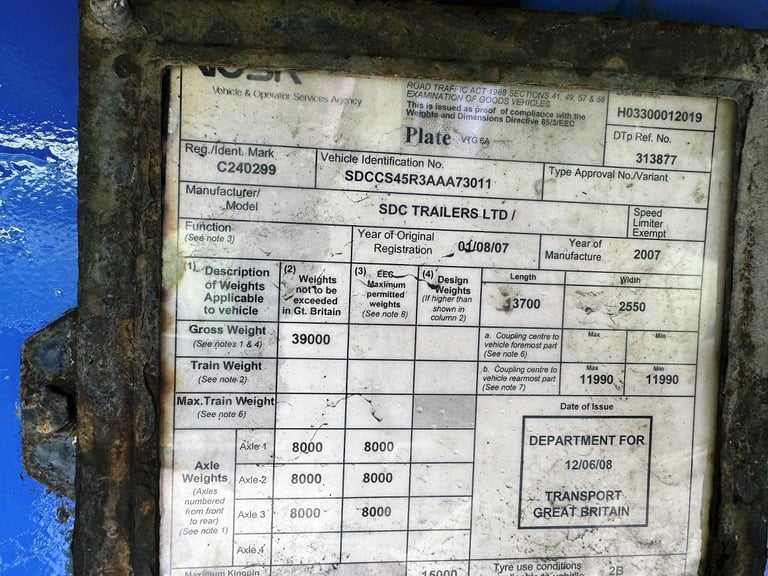 VOSA
Vehicle & Operator Services Agency
ROAD TRAFFIC ACT 1988 SECTIONS 41, 49, 57 & 58
EXAMINATION OF GOODS VEHICLES
This is issued as proof of compliance with the
Weights and Dimensions Directive 85/3/EEC
Plate VTG 6A
H03300012019
DTp Ref. No.
313877
Reg./Ident. Mark
C240299
Vehicle Identification No.
SDCCS45R3AAA73011
Type Approval No./Variant
Manufacturer/
Model
SDC TRAILERS LTD /
Speed
Limiter
Exempt
Function
(See note 3)
Year of Original
Registration
01/08/07
Year of
Manufacture
2007
(1) Description
of Weights
Applicable
to vehicle
(2) Weights
not to be
exceeded
in Gt. Britain
(3) EEC
Maximum
permitted
weights
(See note 8)
(4) Design
Weights
(If higher than
shown in
column 2)
Length
13700
Width
2550
Gross Weight
(See notes 1 & 4)
39000
a. Coupling centre to
vehicle foremost part
(See note 6)
Max
Min
Train Weight
(See note 2)
b. Coupling centre to
vehicle rearmost part
(See note 7)
Max
11990
Min
11990
Max. Train Weight
(See note 6)
Date of Issue
DEPARTMENT FOR
12/06/08
TRANSPORT
GREAT BRITAIN
Axle
Weights
(Axles
numbered
from front
to rear)
(See note 1)
Axle 1
8000
8000
Axle 2
8000
8000
Axle 3
8000
8000
Axle 4
Maximum Kingpin
15000
Tyre use conditions
2B